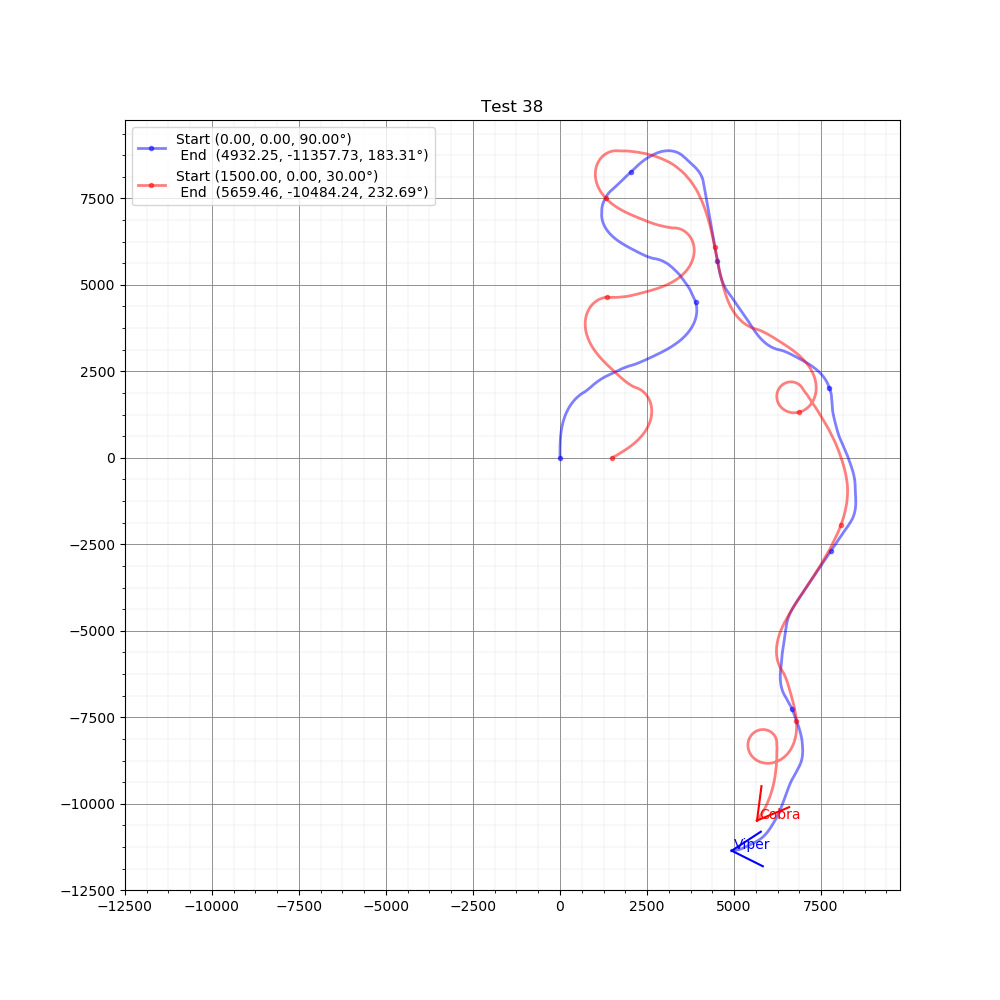 Test 38
Start (0.00, 0.00, 90.00°)
End  (4932.25, -11357.73, 183.31°)
Start (1500.00, 0.00, 30.00°)
End  (5659.46, -10484.24, 232.69°)
7500
5000
2500
0
−2500
−5000
−7500
−10000
−12500
Cobra
Viper
−12500 −10000 −7500 −5000 −2500 0 2500 5000 7500